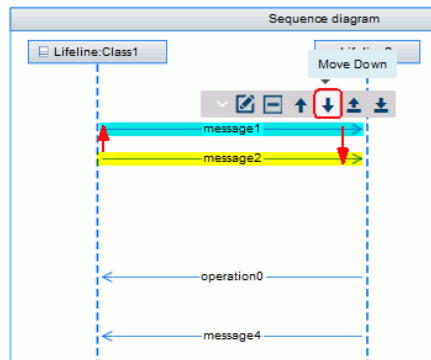 Sequence diagram
Lifeline:Class1
Move Down
message1
message2
operation0
message4